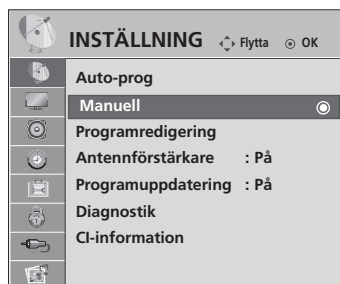 INSTÄLLNING Flytta OK
Auto-prog
Manuell
Programredigering
Antennförstärkare : På
Programuppdatering : På
Diagnostik
CI-information